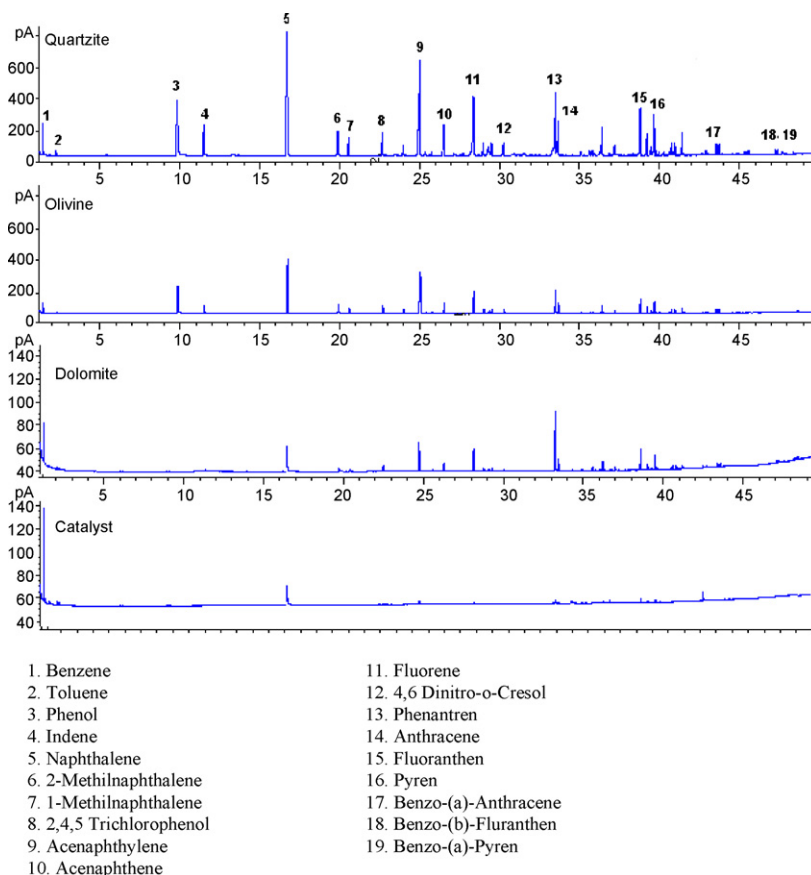 pA
Quartzite
5
9
3
11
13
14
15
16
1
2
4
6
7
8
10
12
17
18, 19
600
400
200
0
5 10 15 20 25 30 35 40 45
pA
Olivine
600
400
200
0
5 10 15 20 25 30 35 40 45
pA
Dolomite
140
120
100
80
60
40
5 10 15 20 25 30 35 40 45
pA
Catalyst
140
120
100
80
60
40
1. Benzene
2. Toluene
3. Phenol
4. Indene
5. Naphthalene
6. 2-Methilnaphthalene
7. 1-Methilnaphthalene
8. 2,4,5 Trichlorophenol
9. Acenaphthylene
10. Acenaphthene
11. Fluorene
12. 4,6 Dinitro-o-Cresol
13. Phenantren
14. Anthracene
15. Fluoranthen
16. Pyren
17. Benzo-(a)-Anthracene
18. Benzo-(b)-Fluranthen
19. Benzo-(a)-Pyren